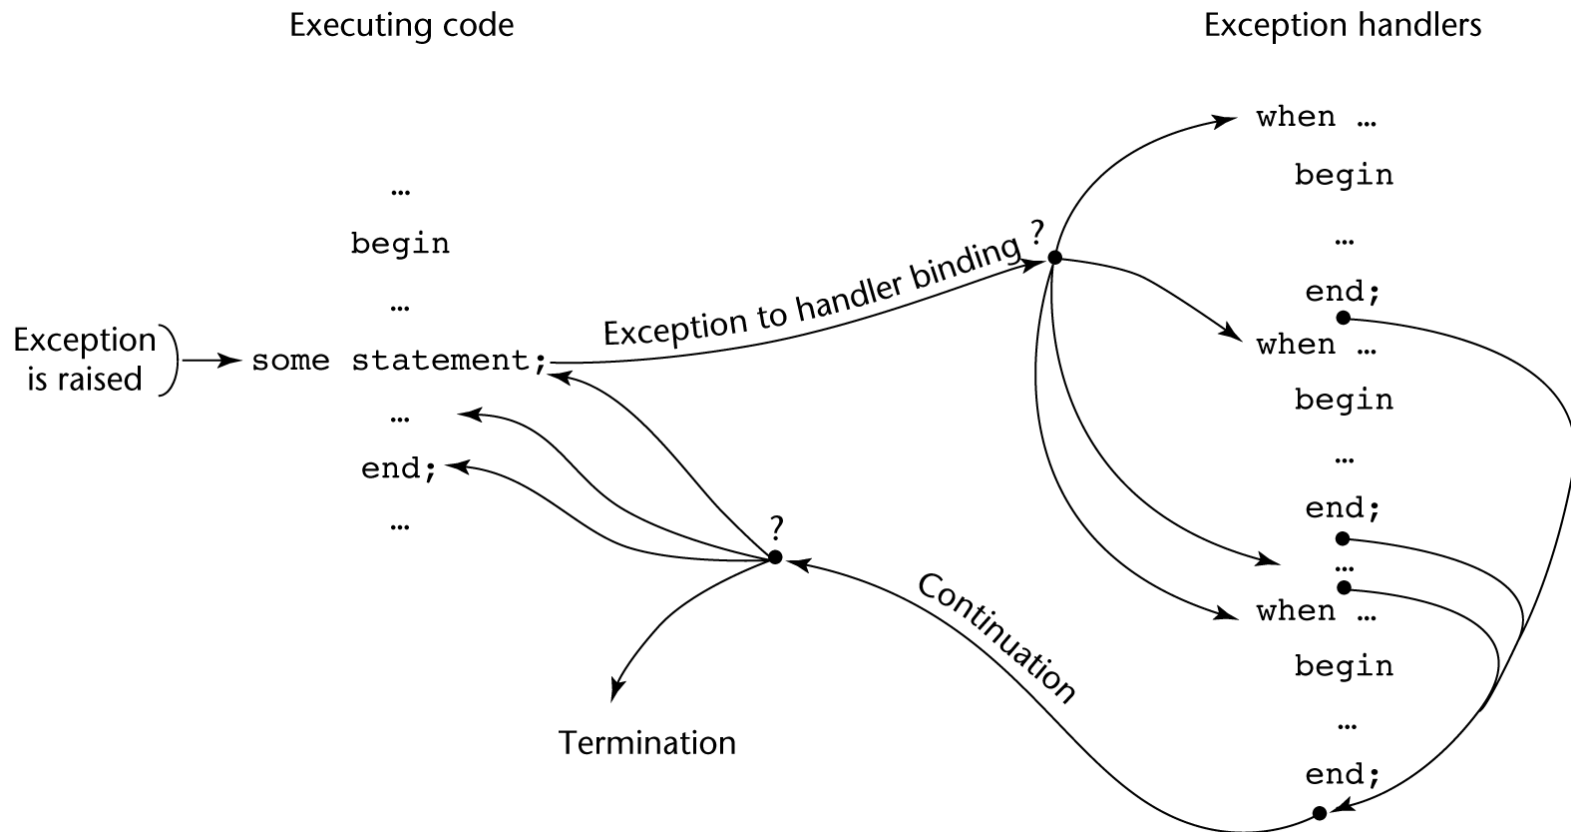 Executing code
Exception handlers
…
begin
…
Exception
is raised
some statement;
…
end;
…
Exception to handler binding
?
when …
begin
…
end;
when …
begin
…
end;
…
when …
begin
…
end;
Continuation
?
Termination